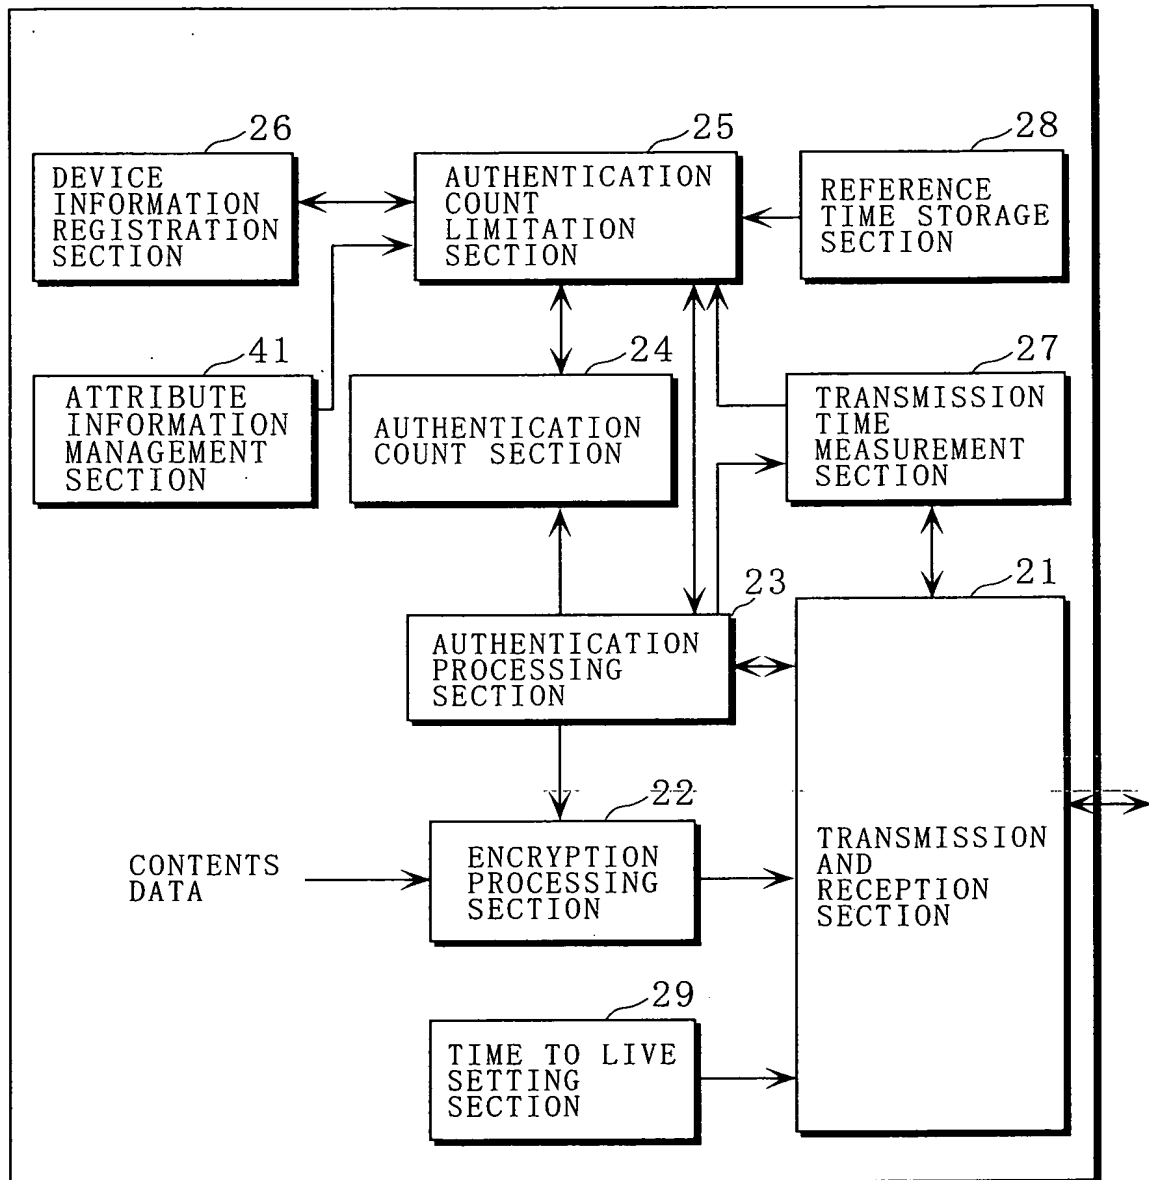 26
DEVICE
INFORMATION
REGISTRATION
SECTION
25
AUTHENTICATION
COUNT
LIMITATION
SECTION
28
REFERENCE
TIME STORAGE
SECTION
41
ATTRIBUTE
INFORMATION
MANAGEMENT
SECTION
24
AUTHENTICATION
COUNT SECTION
27
TRANSMISSION
TIME
MEASUREMENT
SECTION
23
AUTHENTICATION
PROCESSING
SECTION
21
TRANSMISSION
AND
RECEPTION
SECTION
22
ENCRYPTION
PROCESSING
SECTION
CONTENTS
DATA
29
TIME TO LIVE
SETTING
SECTION